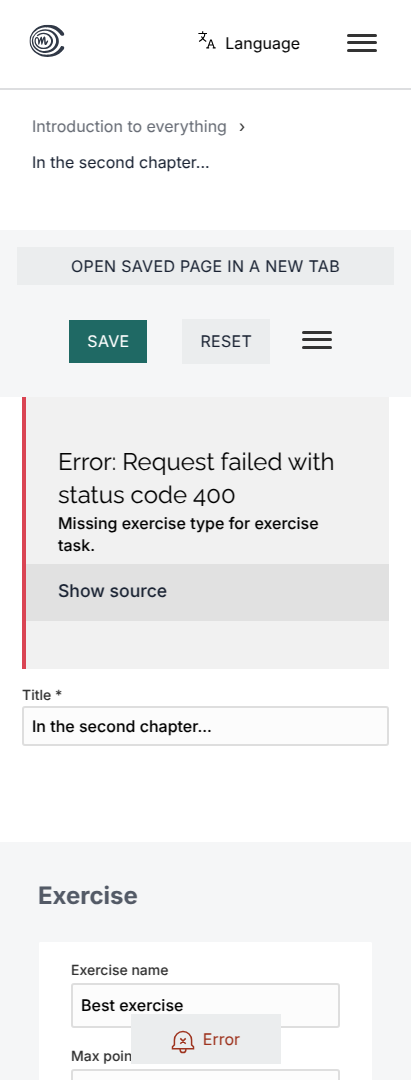 Language
Introduction to everything ›
In the second chapter...
OPEN SAVED PAGE IN A NEW TAB
SAVE
RESET
Error: Request failed with
status code 400
Missing exercise type for exercise
task.
Show source
Title *
In the second chapter...
Exercise
Exercise name
Best exercise
Error
Max poin